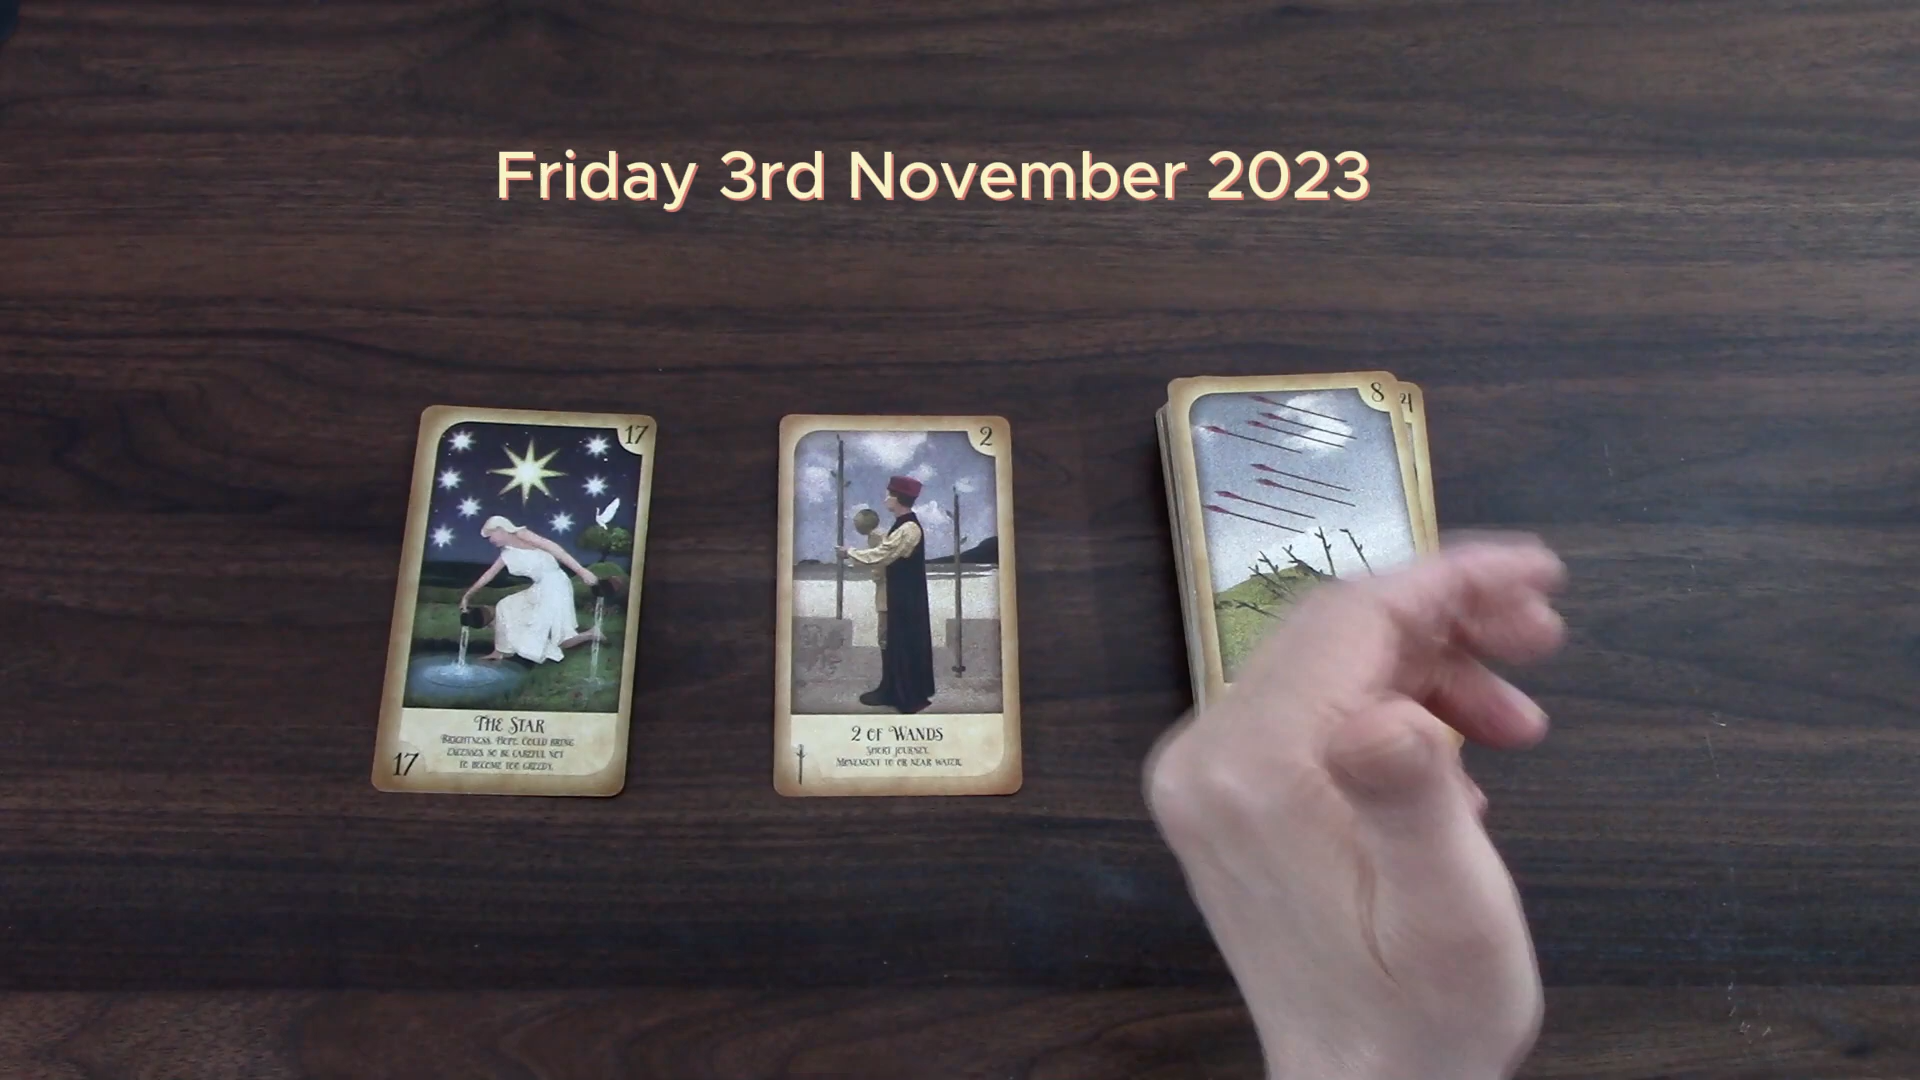 Friday 3rd November 2023
17
THE STAR
BRIGHTNESS. HOPE. COULD BRING
EXCESSES SO BE CAREFUL NOT
TO BECOME TOO GREEDY.
17
2
2 OF WANDS
SHORT JOURNEY.
MOVEMENT TO OR NEAR WATER.
8